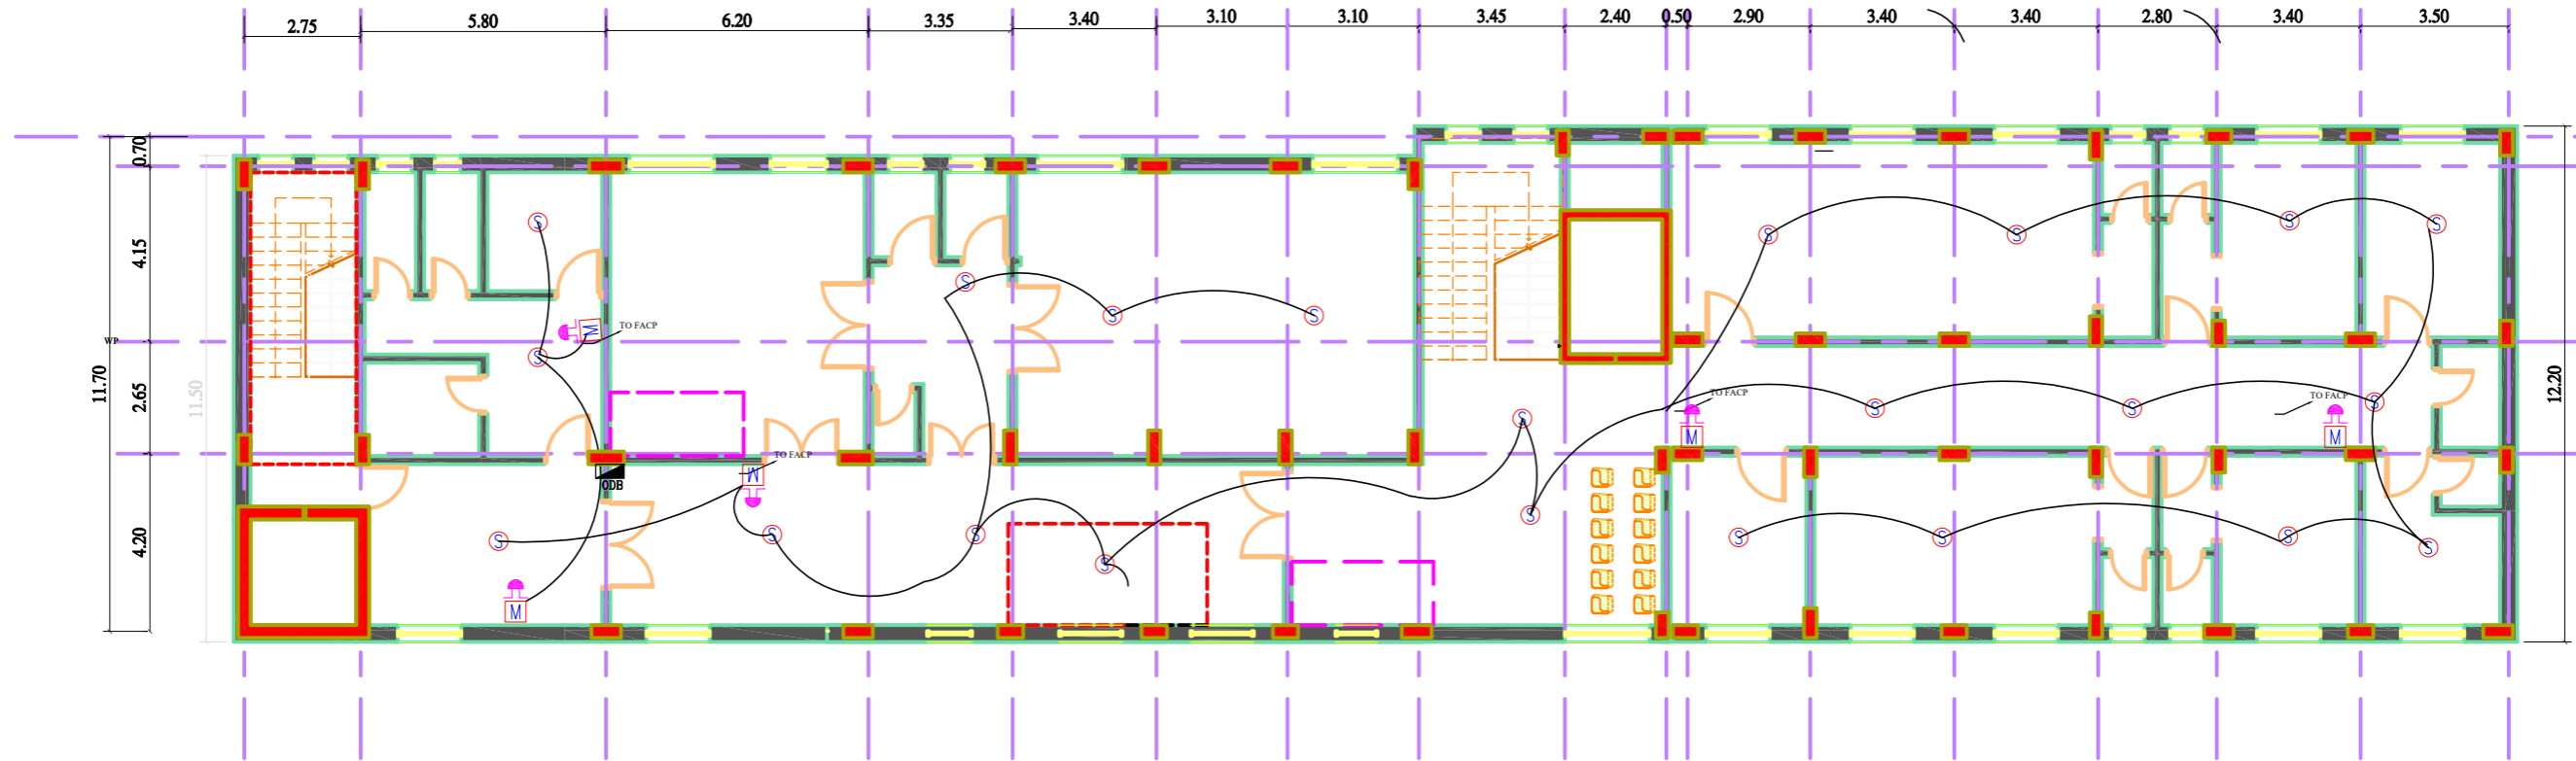 2.75 5.80 6.20 3.35 3.40 3.10 3.10 3.45 2.40 0.50 2.90 3.40 3.40 2.80 3.40 3.50
0.70
4.15
2.65
4.20
11.70
11.50
12.20
WP
S
S
S
S
S
S
S
S
M
TO FACP
S
S
S
S
TO FACP
TO FACP
S
S
S
S
M
M
TO FACP
M
ODB
S
S
S
S
S
S
S
S
S
M